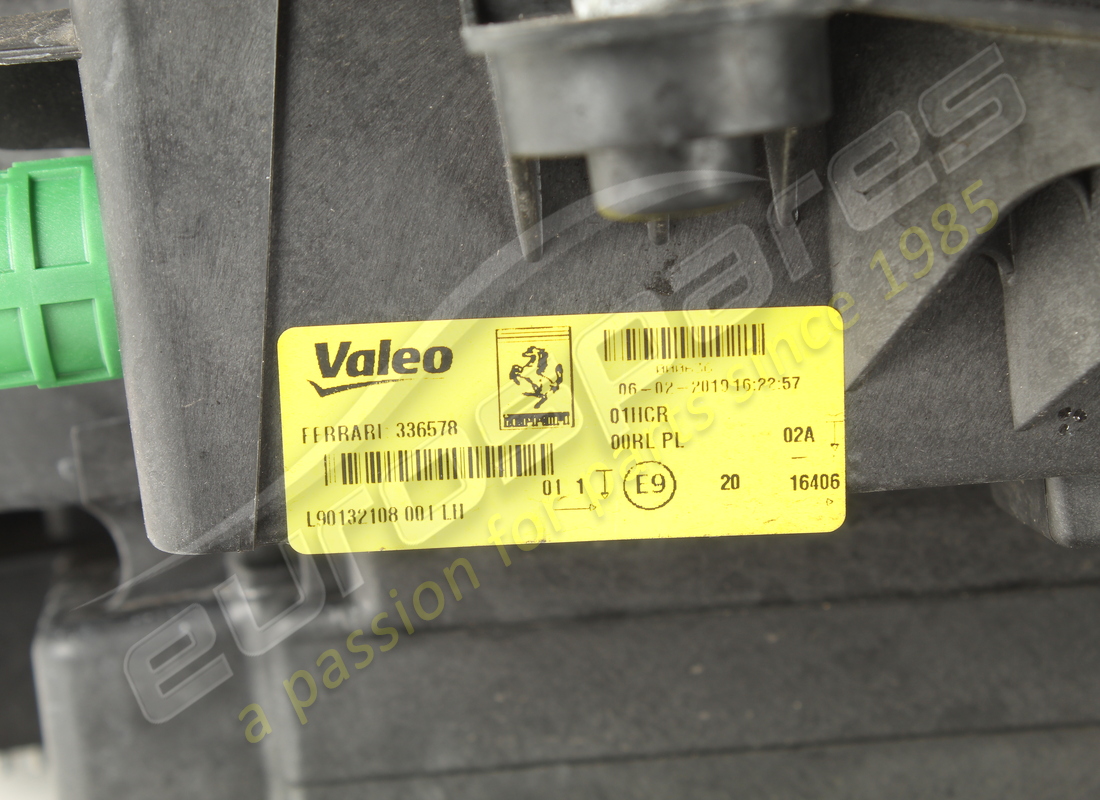 Valeo
Ferrari
06-02-2019 16:22:57
FERRARI 336578
01HCR
00RL PL 02A
01 1 E9 20 16406
L90132108 001 LH
eurospares
a passion for parts since 1985